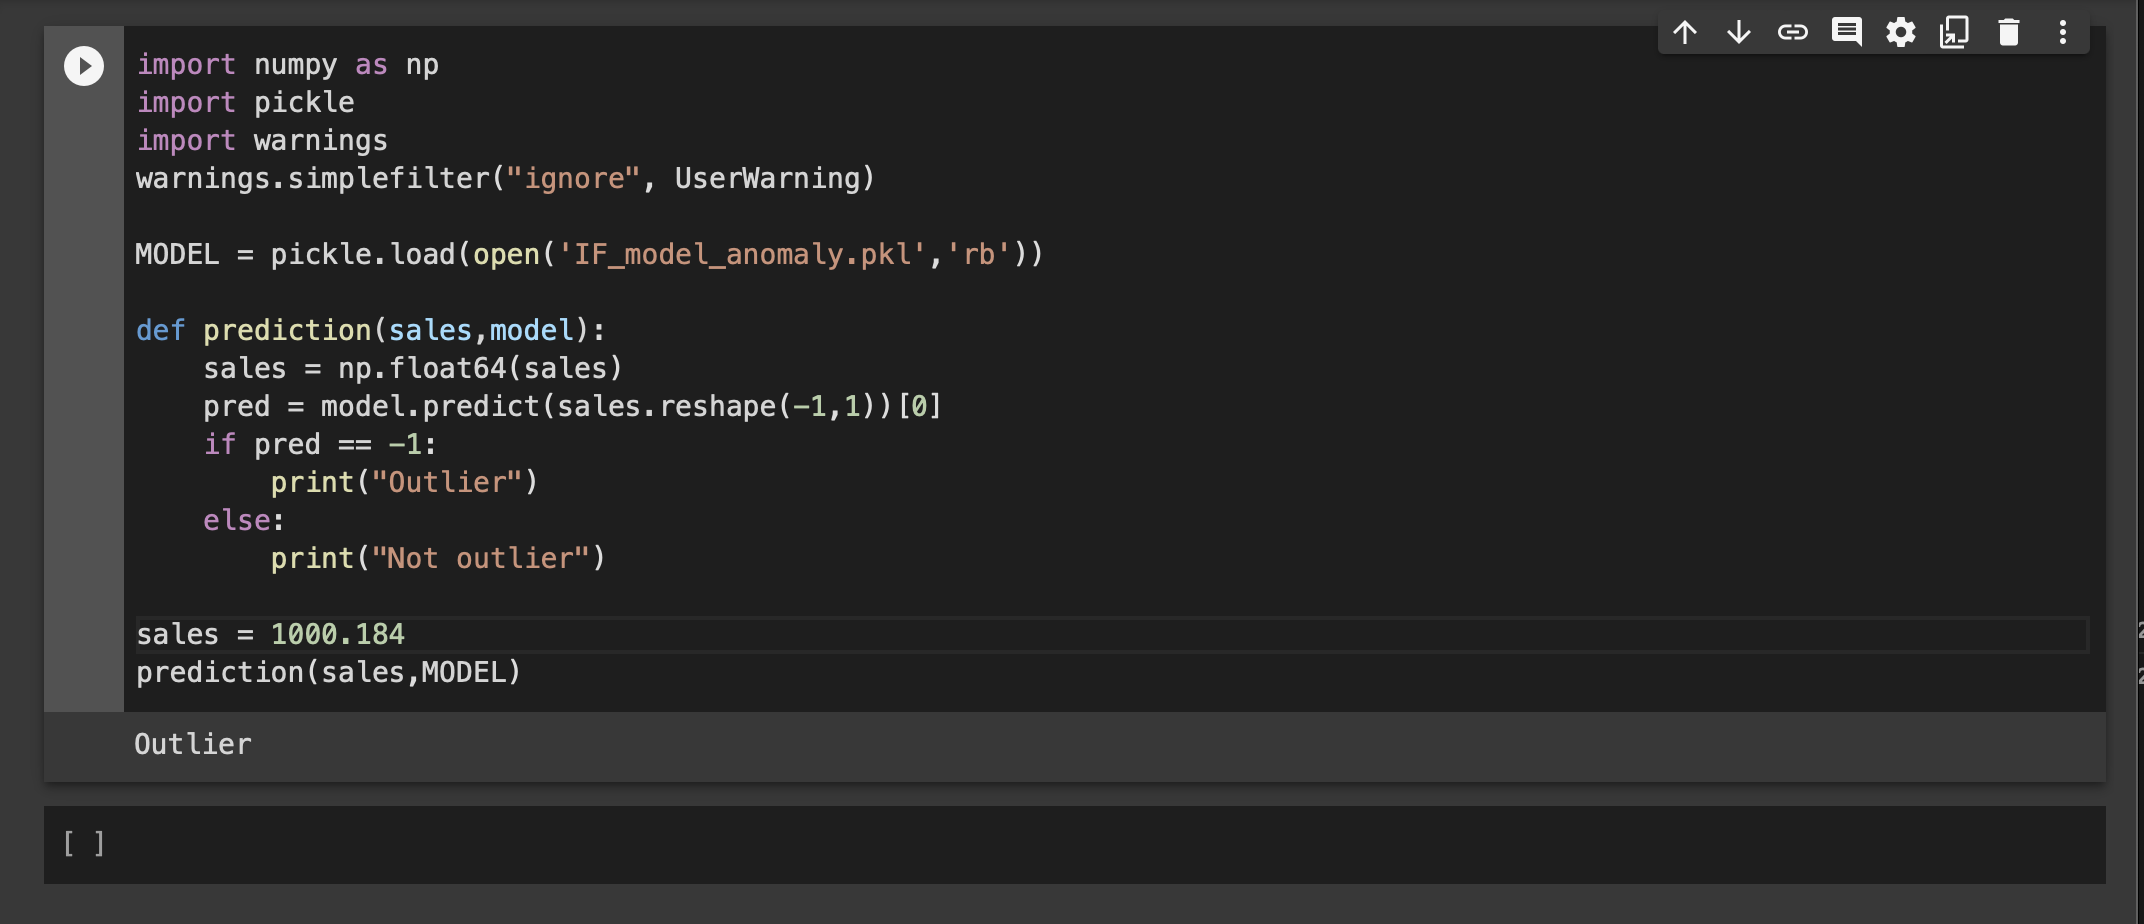 import numpy as np
import pickle
import warnings
warnings.simplefilter("ignore", UserWarning)
MODEL = pickle.load(open('IF_model_anomaly.pkl','rb'))
def prediction(sales,model):
    sales = np.float64(sales)
    pred = model.predict(sales.reshape(-1,1))[0]
    if pred == -1:
        print("Outlier")
    else:
        print("Not outlier")
sales = 1000.184
prediction(sales,MODEL)
Outlier
[ ]